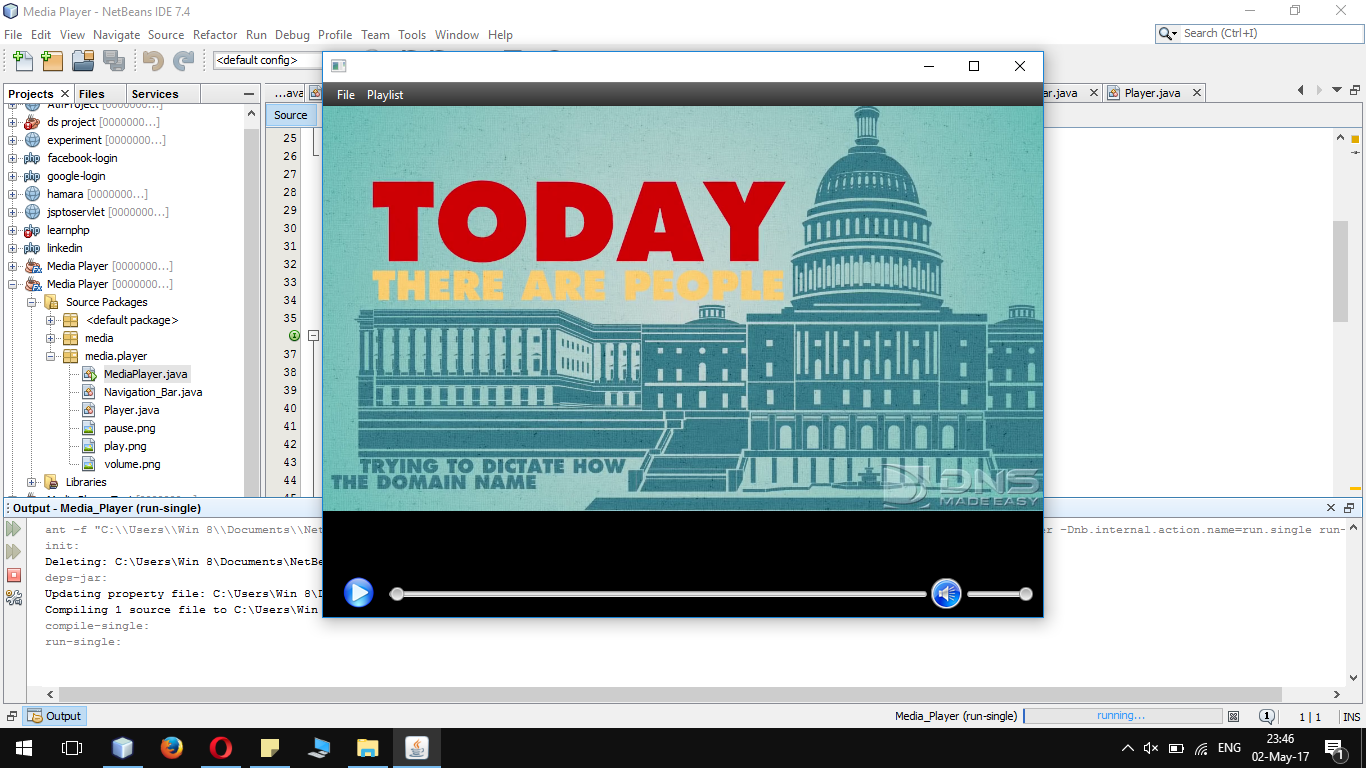 Media Player - NetBeans IDE 7.4
File Edit View Navigate Source Refactor Run Debug Profile Team Tools Window Help
Search (Ctrl+I)
<default config>
Projects Files Services
...ava
ar.java
Player.java
Source
ds project [0000000...]
experiment [0000000...]
facebook-login
google-login
hamara [0000000...]
jsptoservlet [0000000...]
learnphp
linkedin
Media Player [0000000...]
Media Player [0000000...]
Source Packages
<default package>
media
media.player
MediaPlayer.java
Navigation_Bar.java
Player.java
pause.png
play.png
volume.png
Libraries
25
26
27
28
29
30
31
32
33
34
35
37
38
39
40
41
42
43
44
File Playlist
TODAY
THERE ARE PEOPLE
TRYING TO DICTATE HOW
THE DOMAIN NAME
DNS
MADE EASY
Output - Media_Player (run-single)
ant -f "C:\\Users\\Win 8\\Documents\\Net
er -Dnb.internal.action.name=run.single run-
init:
Deleting: C:\Users\Win 8\Documents\NetBe
deps-jar:
Updating property file: C:\Users\Win 8\D
Compiling 1 source file to C:\Users\Win
compile-single:
run-single:
Output
Media_Player (run-single)
running...
1
1 | 1
INS
ENG
23:46
02-May-17
1